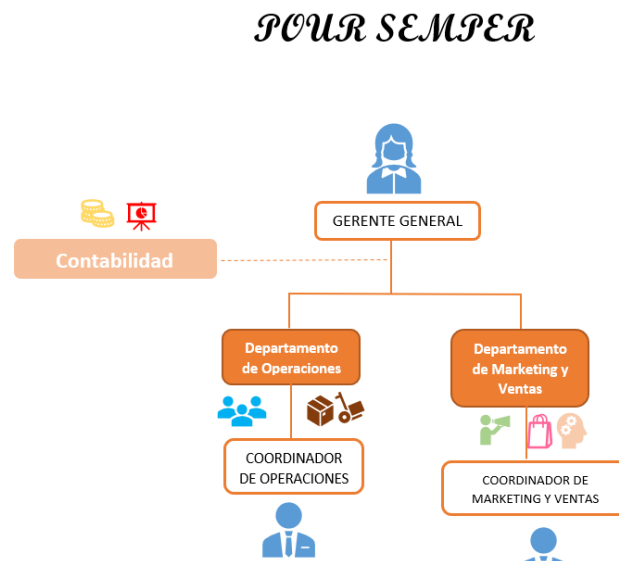 POUR SEMPER
GERENTE GENERAL
Contabilidad
Departamento
de Operaciones
Departamento
de Marketing y
Ventas
COORDINADOR
DE OPERACIONES
COORDINADOR DE
MARKETING Y VENTAS